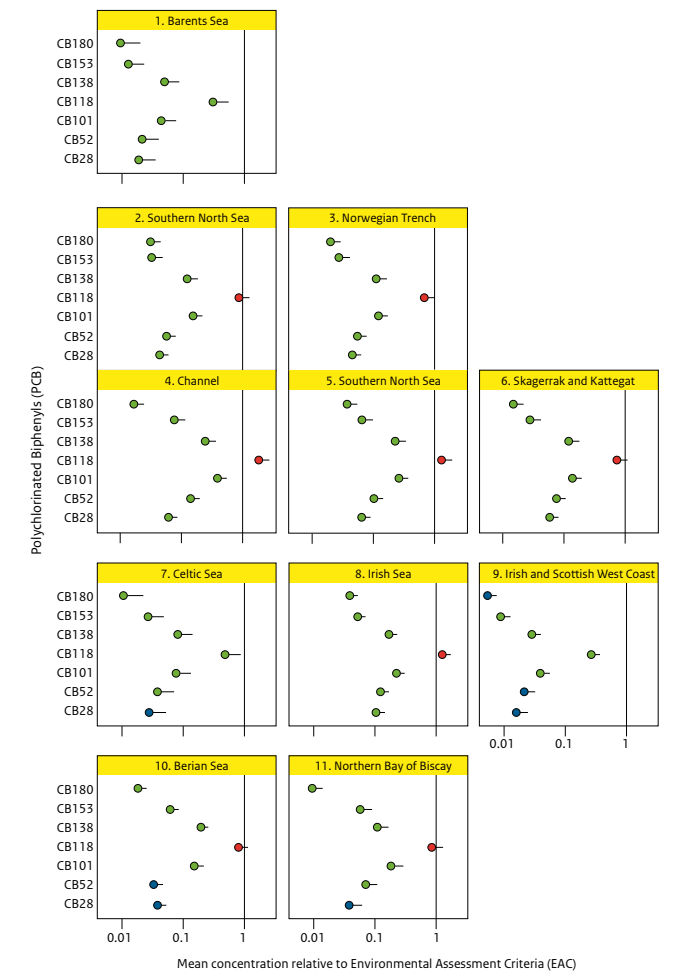 1. Barents Sea
CB180
CB153
CB138
CB118
CB101
CB52
CB28
2. Southern North Sea
3. Norwegian Trench
CB180
CB153
CB138
CB118
CB101
CB52
CB28
4. Channel
5. Southern North Sea
6. Skagerrak and Kattegat
CB180
CB153
CB138
CB118
CB101
CB52
CB28
Polychlorinated Biphenyls (PCB)
7. Celtic Sea
8. Irish Sea
9. Irish and Scottish West Coast
CB180
CB153
CB138
CB118
CB101
CB52
CB28
0.01 0.1 1
10. Berian Sea
11. Northern Bay of Biscay
CB180
CB153
CB138
CB118
CB101
CB52
CB28
0.01 0.1 1
0.01 0.1 1
Mean concentration relative to Environmental Assessment Criteria (EAC)